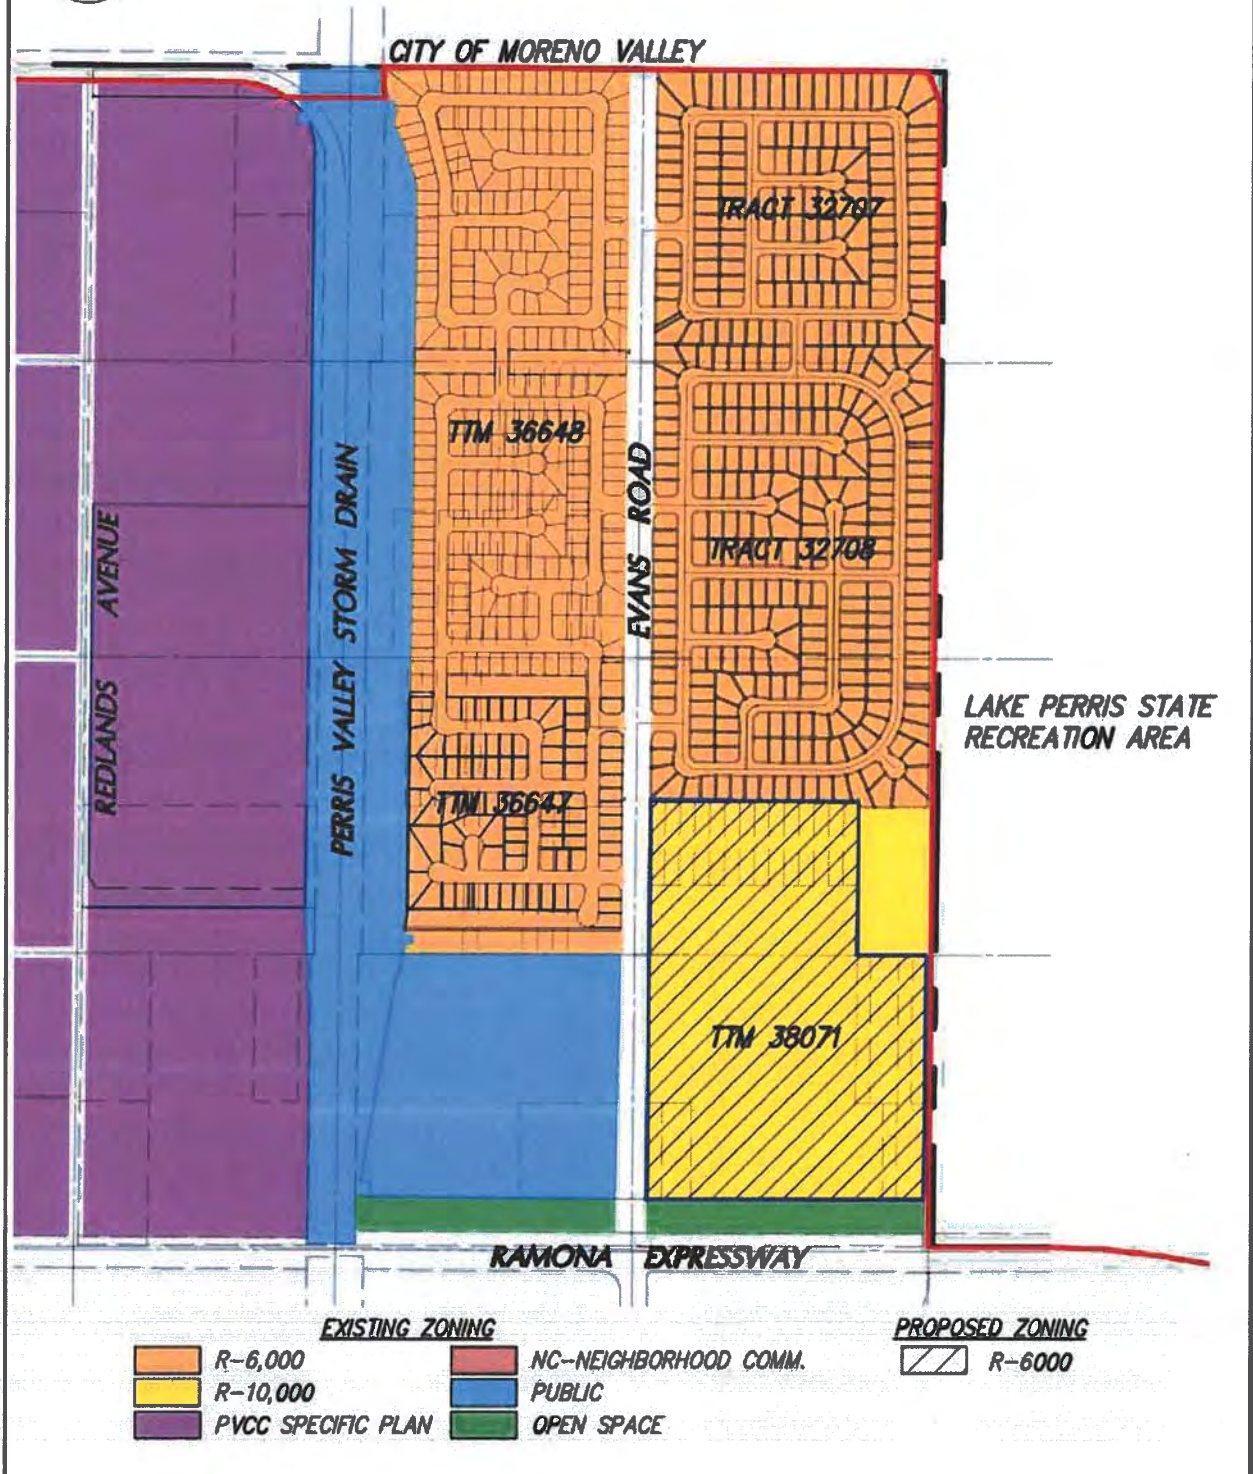 CITY OF MORENO VALLEY
TRACT 32707
TTM 36648
EVANS ROAD
TRACT 32708
PERRIS VALLEY STORM DRAIN
REDLANDS AVENUE
LAKE PERRIS STATE
RECREATION AREA
TTM 36647
TTM 38071
RAMONA EXPRESSWAY
EXISTING ZONING
R-6,000
R-10,000
PVCC SPECIFIC PLAN
NC-NEIGHBORHOOD COMM.
PUBLIC
OPEN SPACE
PROPOSED ZONING
R-6000